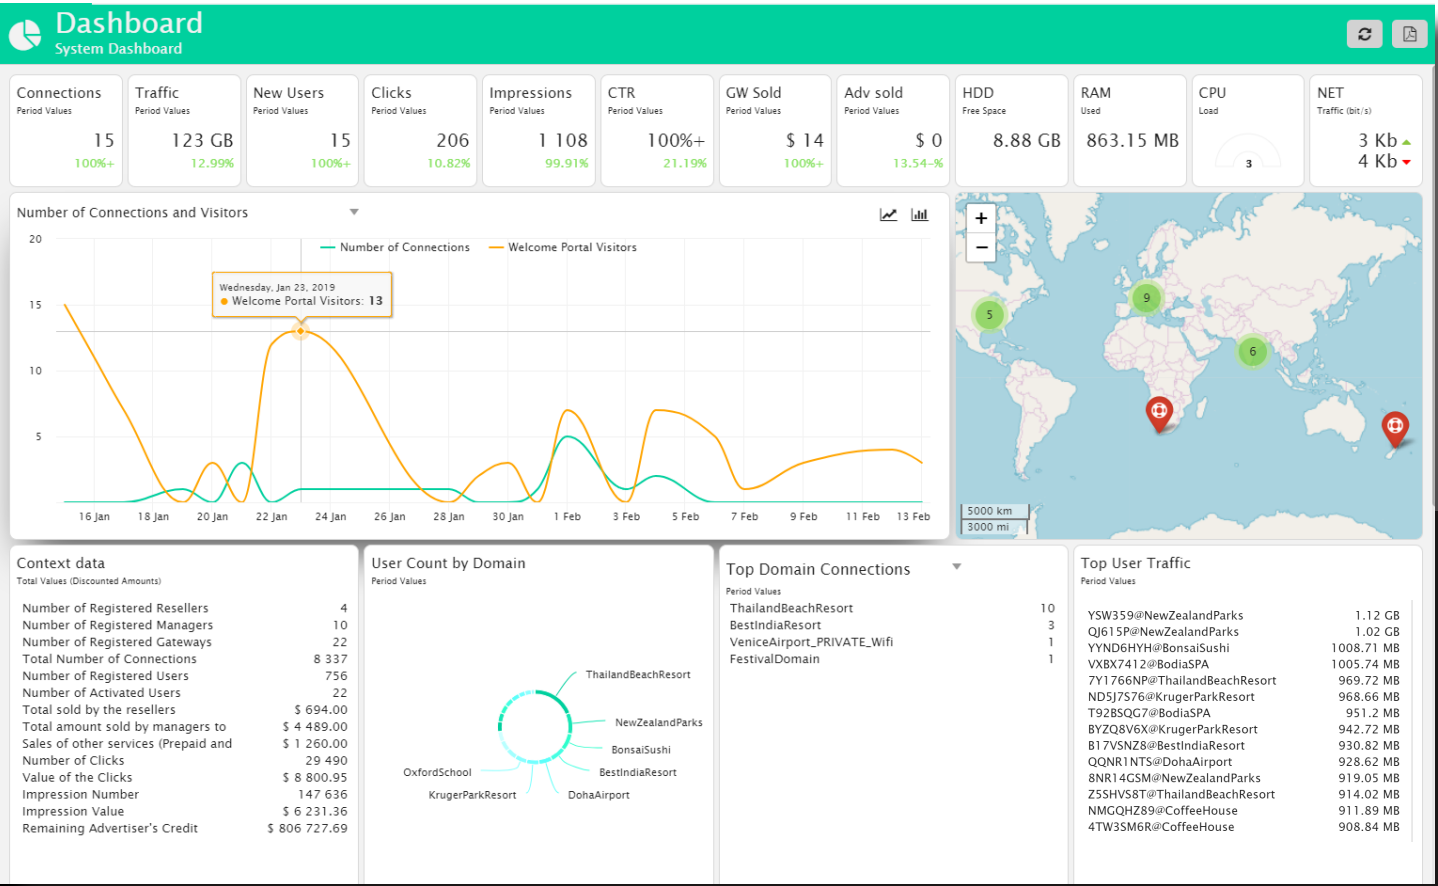 Dashboard
System Dashboard
Connections
Period Values
15
100%+
Traffic
Period Values
123 GB
12.99%
New Users
Period Values
15
100%+
Clicks
Period Values
206
10.82%
Impressions
Period Values
1 108
99.91%
CTR
Period Values
100%+
21.19%
GW Sold
Period Values
$ 14
100%+
Adv sold
Period Values
$ 0
13.54-%
HDD
Free Space
8.88 GB
RAM
Used
863.15 MB
CPU
Load
3
NET
Traffic (bit/s)
3 Kb
4 Kb
Number of Connections and Visitors
Number of Connections
Welcome Portal Visitors
Wednesday, Jan 23, 2019
Welcome Portal Visitors: 13
20
15
10
5
16 Jan 18 Jan 20 Jan 22 Jan 24 Jan 26 Jan 28 Jan 30 Jan 1 Feb 3 Feb 5 Feb 7 Feb 9 Feb 11 Feb 13 Feb
+
−
5
9
6
5000 km
3000 mi
Context data
Total Values (Discounted Amounts)
Number of Registered Resellers 4
Number of Registered Managers 10
Number of Registered Gateways 22
Total Number of Connections 8 337
Number of Registered Users 756
Number of Activated Users 22
Total sold by the resellers $ 694.00
Total amount sold by managers to $ 4 489.00
Sales of other services (Prepaid and $ 1 260.00
Number of Clicks 29 490
Value of the Clicks $ 8 800.95
Impression Number 147 636
Impression Value $ 6 231.36
Remaining Advertiser's Credit $ 806 727.69
User Count by Domain
Period Values
ThailandBeachResort
NewZealandParks
BonsaiSushi
BestIndiaResort
DohaAirport
KrugerParkResort
OxfordSchool
Top Domain Connections
Period Values
ThailandBeachResort 10
BestIndiaResort 3
VeniceAirport_PRIVATE_Wifi 1
FestivalDomain 1
Top User Traffic
Period Values
YSW359@NewZealandParks 1.12 GB
QJ615P@NewZealandParks 1.02 GB
YYND6HYH@BonsaiSushi 1008.71 MB
VXBX7412@BodiaSPA 1005.74 MB
7Y1766NP@ThailandBeachResort 969.72 MB
ND5J7S76@KrugerParkResort 968.66 MB
T92BSQG7@BodiaSPA 951.2 MB
BYZQ8V6X@KrugerParkResort 942.72 MB
B17VSNZ8@BestIndiaResort 930.82 MB
QQNR1NTS@DohaAirport 928.62 MB
8NR14GSM@NewZealandParks 919.05 MB
Z5SHVS8T@ThailandBeachResort 914.02 MB
NMGQHZ89@CoffeeHouse 911.89 MB
4TW3SM6R@CoffeeHouse 908.84 MB